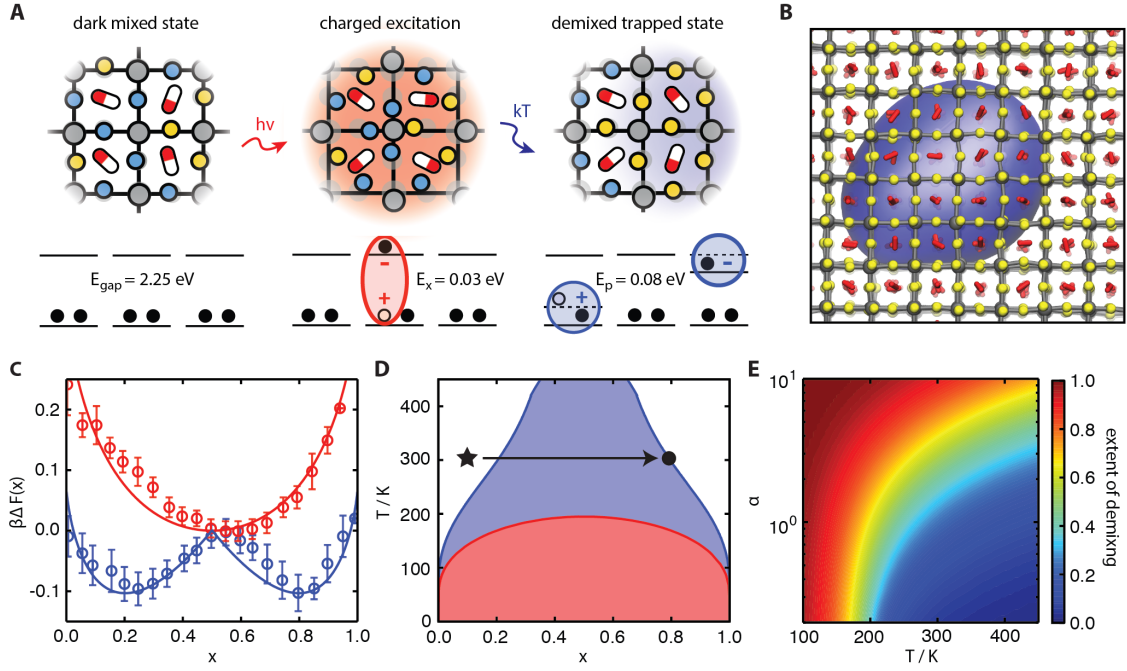 A
dark mixed state
charged excitation
demixed trapped state
B
hν
kT
E_gap = 2.25 eV
-
+
E_x = 0.03 eV
+
E_p = 0.08 eV
-
C
βΔF(x)
0.2
0.1
0.0
-0.1
0.0 0.2 0.4 0.6 0.8 1.0
x
D
T / K
400
300
200
100
0
0.0 0.2 0.4 0.6 0.8 1.0
x
E
α
10¹
10⁰
100 200 300 400
T / K
1.0
0.8
0.6
0.4
0.2
0.0
extent of demixng